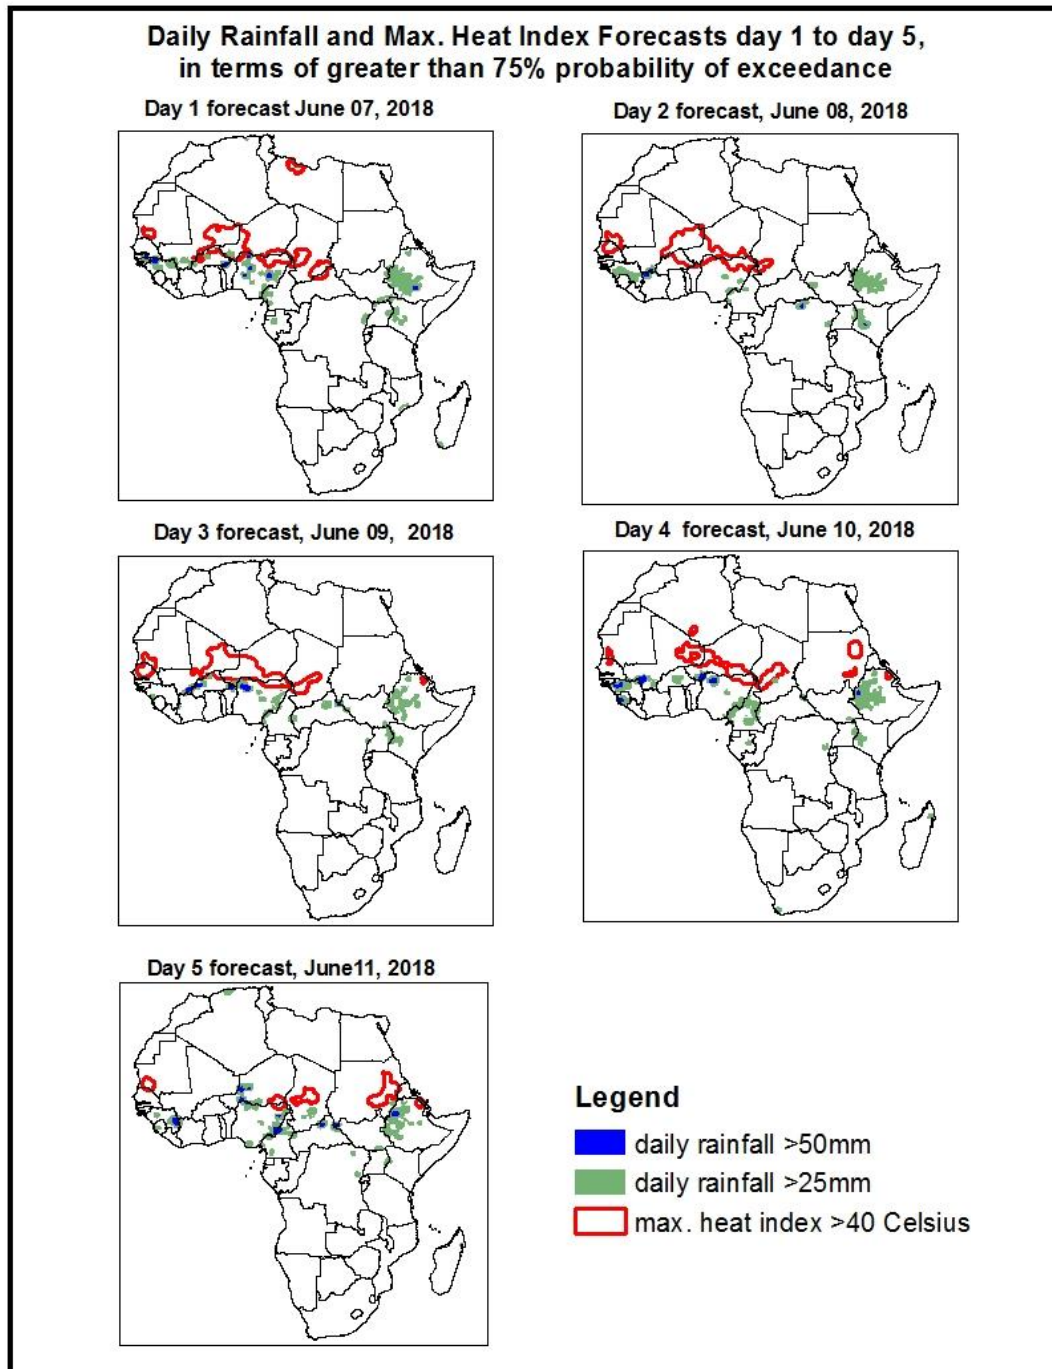 Daily Rainfall and Max. Heat Index Forecasts day 1 to day 5,
in terms of greater than 75% probability of exceedance
Day 1 forecast June 07, 2018
Day 2 forecast, June 08, 2018
Day 3 forecast, June 09, 2018
Day 4 forecast, June 10, 2018
Day 5 forecast, June11, 2018
Legend
daily rainfall >50mm
daily rainfall >25mm
max. heat index >40 Celsius